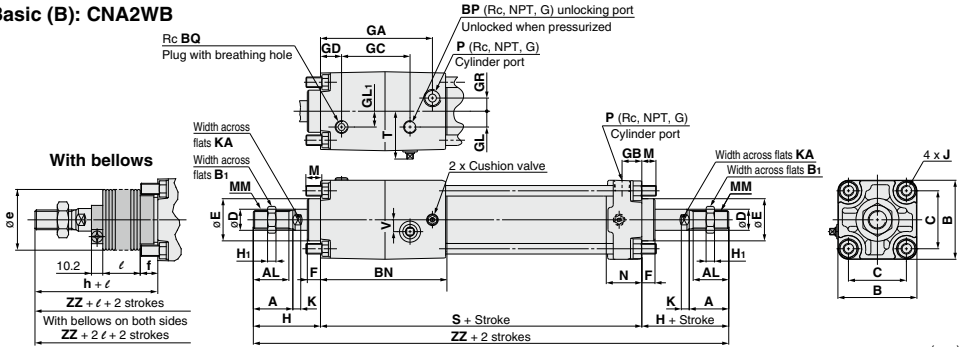 Basic (B): CNA2WB
BP (Rc, NPT, G) unlocking port
Unlocked when pressurized
P (Rc, NPT, G)
Cylinder port
Rc BQ
Plug with breathing hole
GA
GD
GC
GL1
T
GR
GL
P (Rc, NPT, G)
Cylinder port
Width across
flats KA
Width across
flats B1
MM
M
2 x Cushion valve
GB
M
Width across flats KA
Width across flats B1
MM
4 x J
With bellows
øe
10.2
ℓ
f
h + ℓ
ZZ + ℓ + 2 strokes
With bellows on both sides
ZZ + 2 ℓ + 2 strokes
øE
øD
V
H1
AL
F
BN
A
K
H
S + Stroke
N
F
øD
øE
H1
AL
K
A
H + Stroke
ZZ + 2 strokes
C
B
C
B